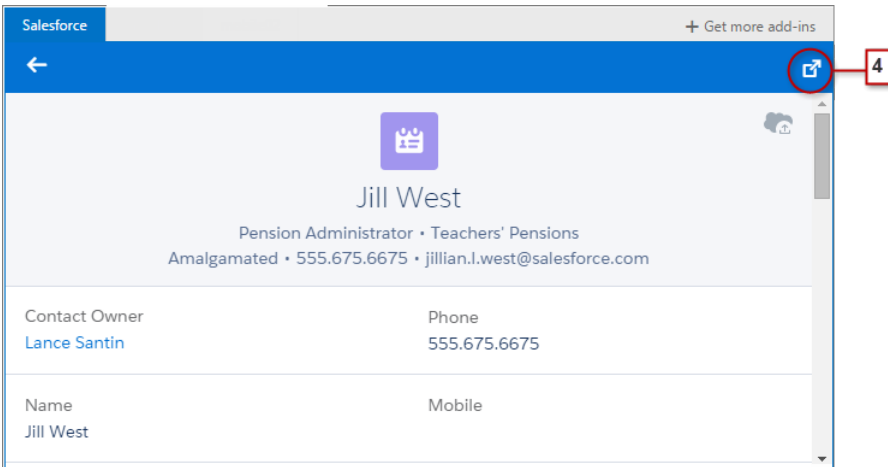 Salesforce
+ Get more add-ins
4
Jill West
Pension Administrator • Teachers' Pensions
Amalgamated • 555.675.6675 • jillian.l.west@salesforce.com
Contact Owner
Phone
Lance Santin
555.675.6675
Name
Mobile
Jill West